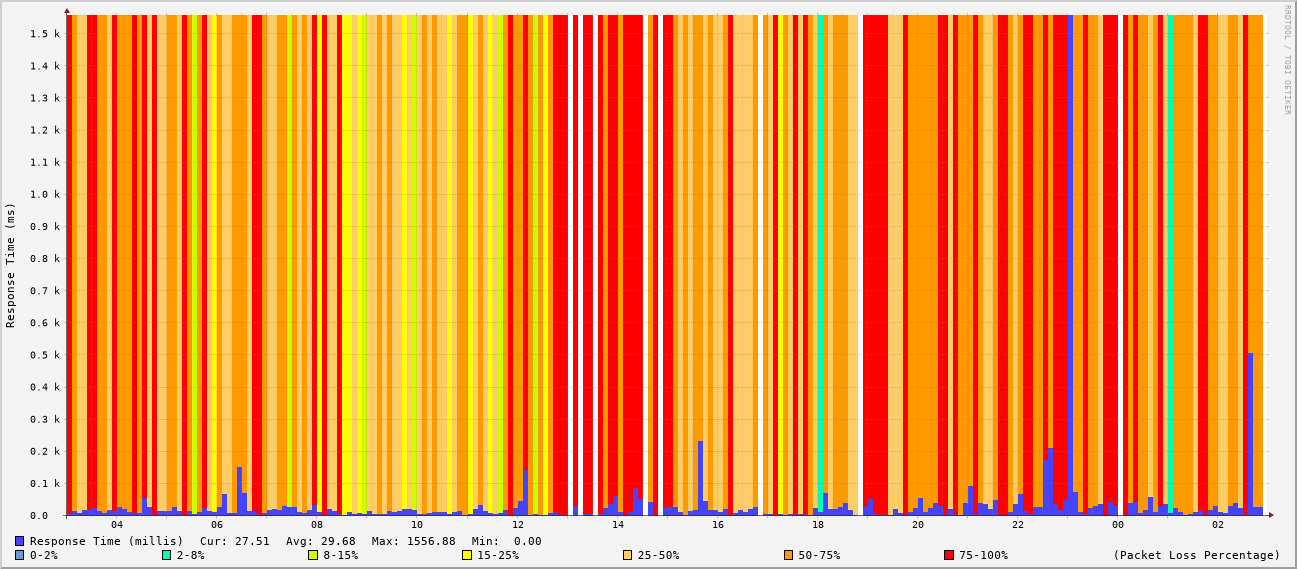 RRDTOOL / TOBI OETIKER
Response Time (ms)
1.5 k
1.4 k
1.3 k
1.2 k
1.1 k
1.0 k
0.9 k
0.8 k
0.7 k
0.6 k
0.5 k
0.4 k
0.3 k
0.2 k
0.1 k
0.0
04 06 08 10 12 14 16 18 20 22 00 02
Response Time (millis) Cur: 27.51 Avg: 29.68 Max: 1556.88 Min: 0.00
0-2% 2-8% 8-15% 15-25% 25-50% 50-75% 75-100% (Packet Loss Percentage)